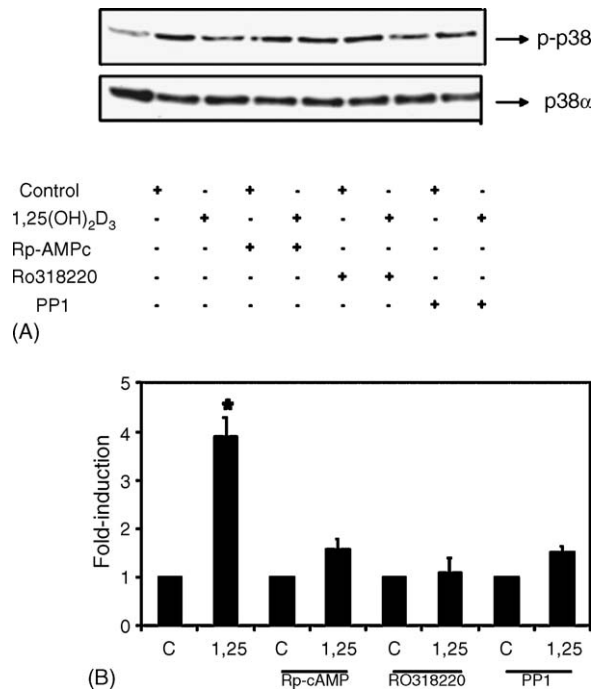 p-p38
p38α
Control + - + - + - + -
1,25(OH)₂D₃ - + - + - + - +
Rp-AMPc - - + + - - - -
Ro318220 - - - - + + - -
PP1 - - - - - - + +
(A)
5
4
3
2
1
0
Fold-induction
*
C 1,25 C 1,25 C 1,25 C 1,25
Rp-cAMP RO318220 PP1
(B)